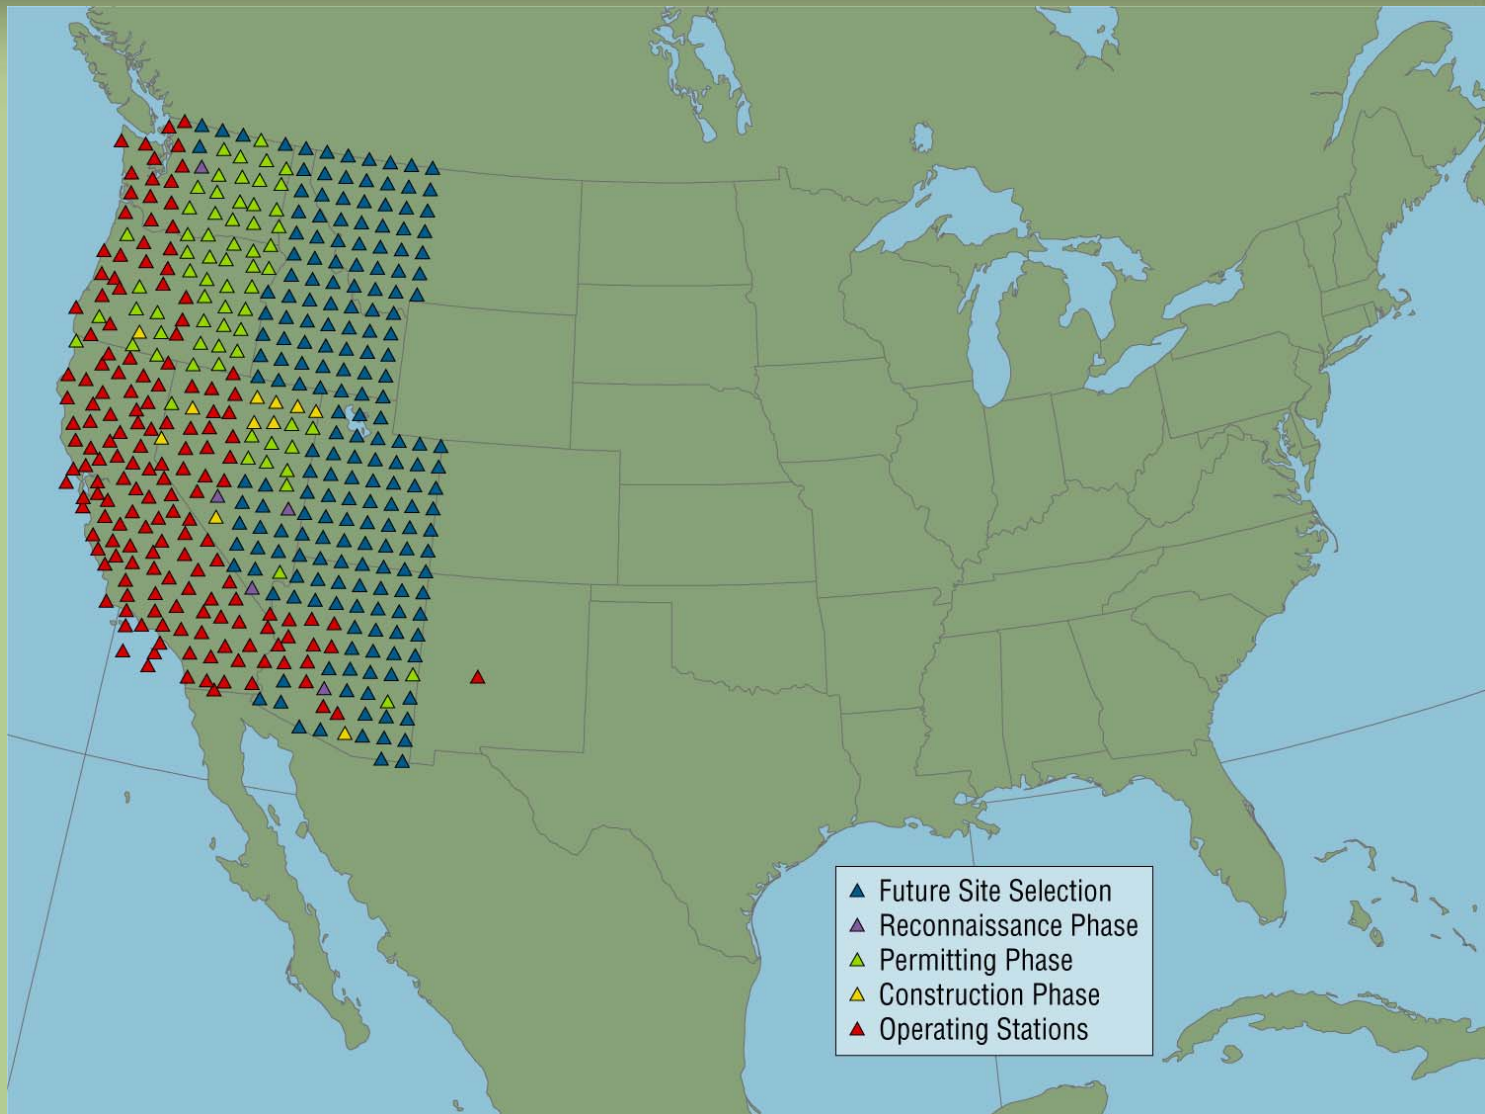 Future Site Selection
Reconnaissance Phase
Permitting Phase
Construction Phase
Operating Stations